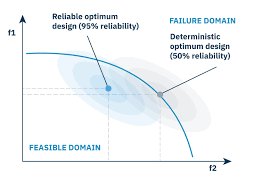 Reliable optimum
design (95% reliability)
FAILURE DOMAIN
f1
Deterministic
optimum design
(50% reliability)
FEASIBLE DOMAIN
f2